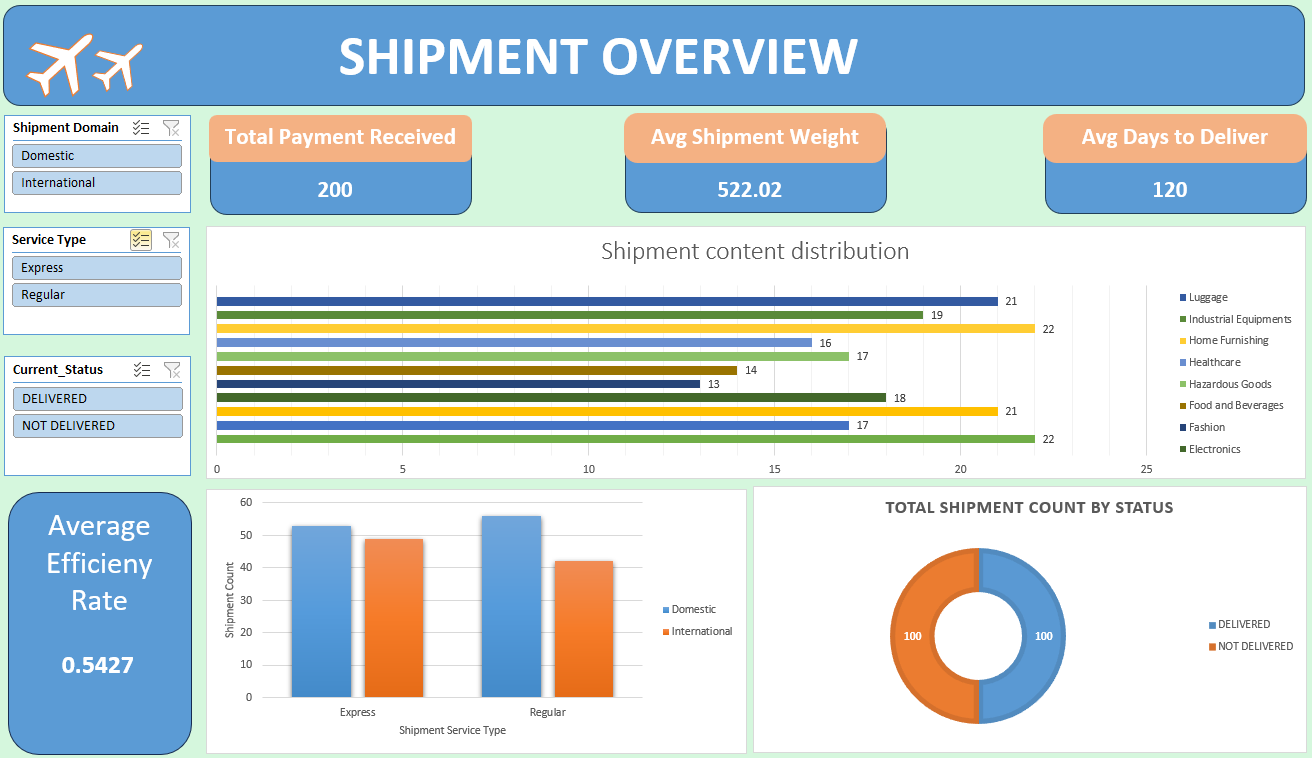 SHIPMENT OVERVIEW
Shipment Domain
Domestic
International
Service Type
Express
Regular
Current_Status
DELIVERED
NOT DELIVERED
Average
Efficieny
Rate
0.5427
Total Payment Received
200
Avg Shipment Weight
522.02
Avg Days to Deliver
120
Shipment content distribution
21
19
22
16
17
14
13
18
21
17
22
0 5 10 15 20 25
Luggage
Industrial Equipments
Home Furnishing
Healthcare
Hazardous Goods
Food and Beverages
Fashion
Electronics
60
50
40
30
20
10
0
Shipment Count
Express Regular
Shipment Service Type
Domestic
International
TOTAL SHIPMENT COUNT BY STATUS
100 100
DELIVERED
NOT DELIVERED